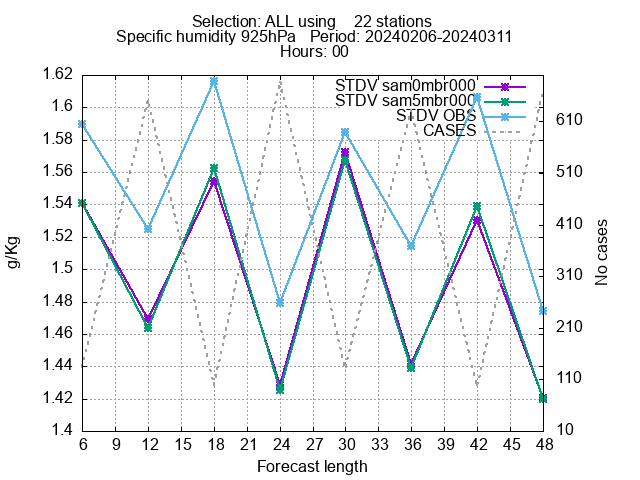 Selection: ALL using    22 stations
Specific humidity 925hPa   Period: 20240206-20240311
Hours: 00
STDV sam0mbr000
STDV sam5mbr000
STDV OBS
CASES
1.62
1.6
1.58
1.56
1.54
1.52
1.5
1.48
1.46
1.44
1.42
1.4
g/Kg
610
510
410
310
210
110
10
No cases
6 9 12 15 18 21 24 27 30 33 36 39 42 45 48
Forecast length